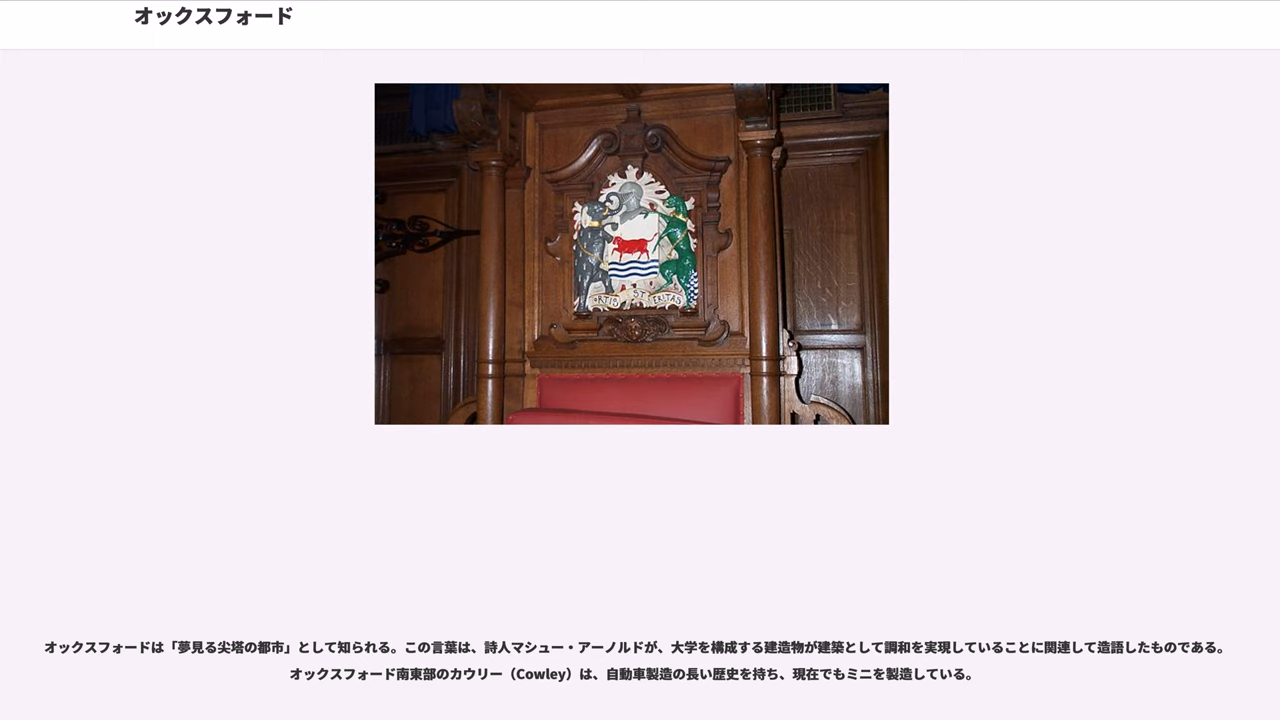 オックスフォード
ORTIS EST VERITAS
オックスフォードは「夢見る尖塔の都市」として知られる。この言葉は、詩人マシュー・アーノルドが、大学を構成する建造物が建築として調和を実現していることに関連して造語したものである。
オックスフォード南東部のカウリー（Cowley）は、自動車製造の長い歴史を持ち、現在でもミニを製造している。